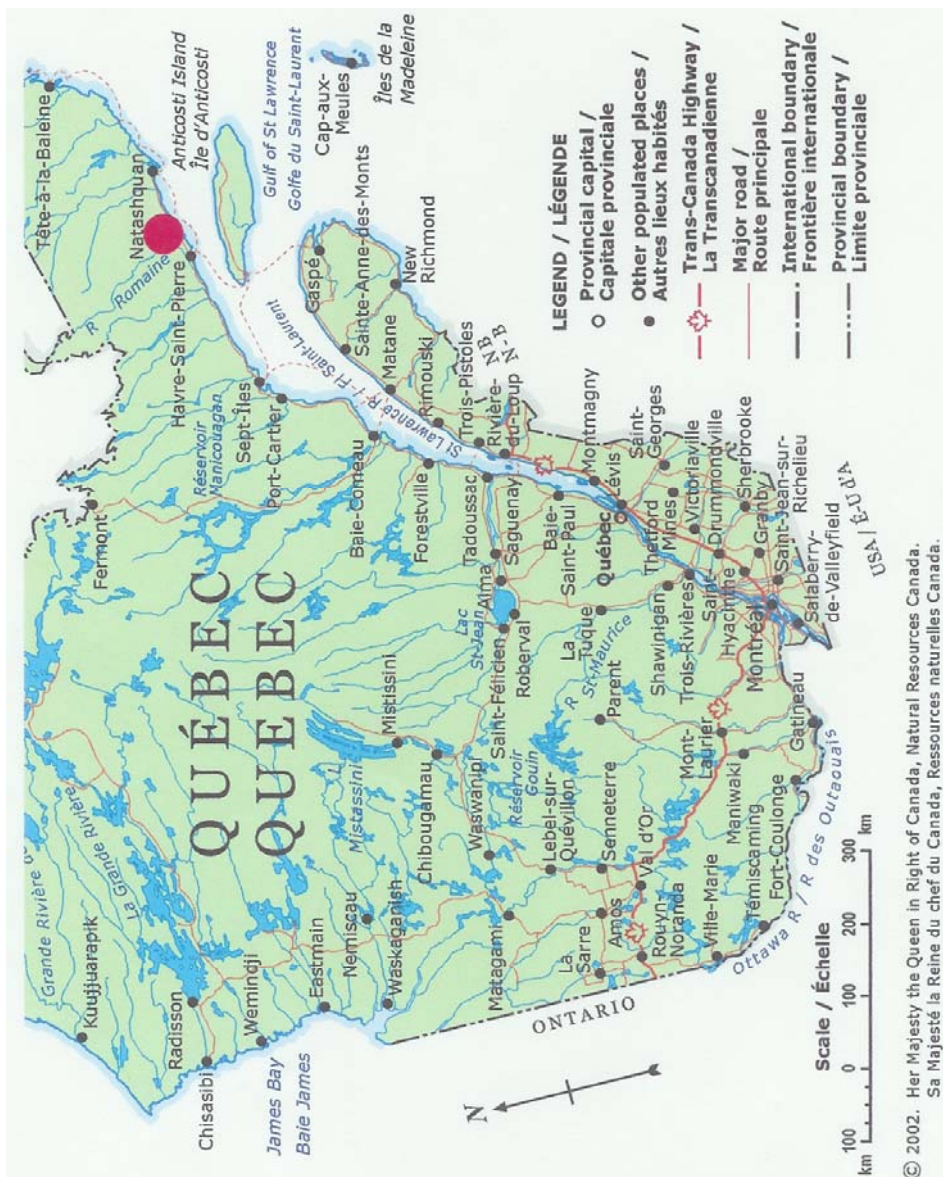 Tête-à-la-Baleine
Natashquan
Anticosti Island
Île d'Anticosti
Gulf of St Lawrence
Golfe du Saint-Laurent
Cap-aux-
Meules
Îles de la
Madeleine
R Romaine
Havre-Saint-Pierre
Gaspé
Sainte-Anne-des-Monts
New
Richmond
Sept-Îles
Port-Cartier
Réservoir
Manicouagan
Matane
Rimouski
Trois-Pistoles
Rivière-
du-Loup
NB
N-B
St Lawrence R / Fl Saint-Laurent
Fermont
Baie-Comeau
Forestville
Tadoussac
Saguenay
Alma
Baie-
Saint-Paul
Montmagny
Lévis
Québec
Saint-
Georges
Thetford
Mines
Victoriaville
Drummondville
Sherbrooke
Granby
Saint-Jean-sur-
Richelieu
Salaberry-
de-Valleyfield
USA / É-U d'A
QUÉBEC
QUEBEC
Lac
St-Jean
Saint-Félicien
Roberval
La
Tuque
R St-Maurice
Parent
Shawinigan
Trois-Rivières
Saint-
Hyacinthe
Montréal
Mistissini
L
Mistassini
Chibougamau
Waswanipi
Réservoir
Gouin
Lebel-sur-
Quévillon
Senneterre
Val d'Or
Mont-
Laurier
Maniwaki
Gatineau
Fort-Coulonge
Témiscaming
Ottawa R / R des Outaouais
Grande Rivière
La Grande Rivière
Kuujjuarapik
Radisson
Chisasibi
Wemindji
Eastmain
Nemiscau
Waskaganish
James Bay
Baie James
Matagami
La
Sarre
Amos
Rouyn-
Noranda
Ville-Marie
ONTARIO
N
LEGEND / LÉGENDE
Provincial capital /
Capitale provinciale
Other populated places /
Autres lieux habités
Trans-Canada Highway /
La Transcanadienne
Major road /
Route principale
International boundary /
Frontière internationale
Provincial boundary /
Limite provinciale
Scale / Échelle
km 100 0 100 200 300 km
© 2002. Her Majesty the Queen in Right of Canada, Natural Resources Canada.
Sa Majesté la Reine du chef du Canada, Ressources naturelles Canada.